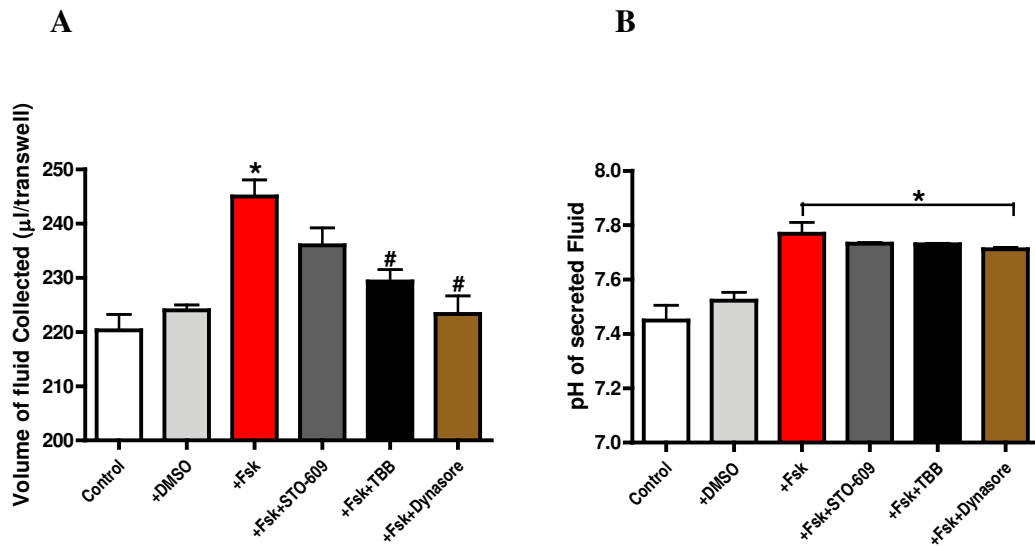 A
Volume of fluid Collected (µl/transwell)
250
240
230
220
210
200
*
#
#
Control
+DMSO
+Fsk
+Fsk+STO-609
+Fsk+TBB
+Fsk+Dynasore
B
pH of secreted Fluid
8.0
7.8
7.6
7.4
7.2
7.0
*
Control
+DMSO
+Fsk
+Fsk+STO-609
+Fsk+TBB
+Fsk+Dynasore